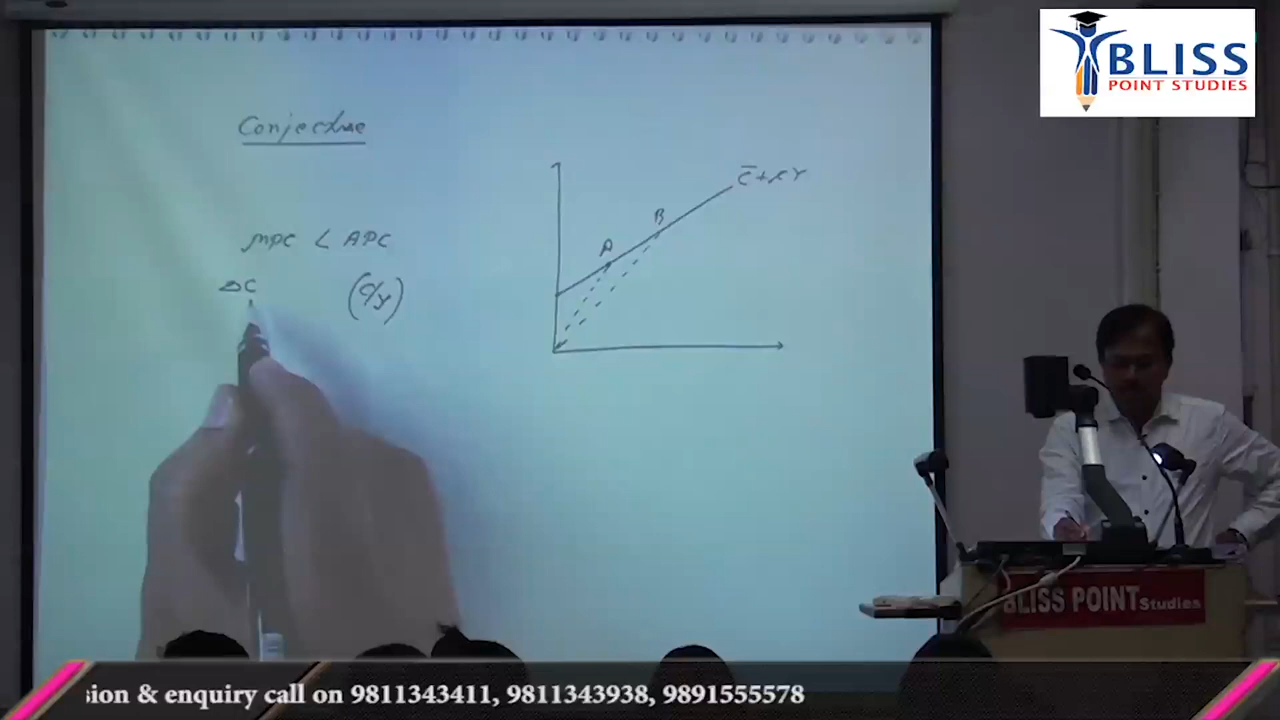 Conjecture
MPC < APC
ΔC
(C/Y)
C̄ + cY
A
B
BLISS
POINT STUDIES
BLISS POINT Studies
sion & enquiry call on 9811343411, 9811343938, 9891555578